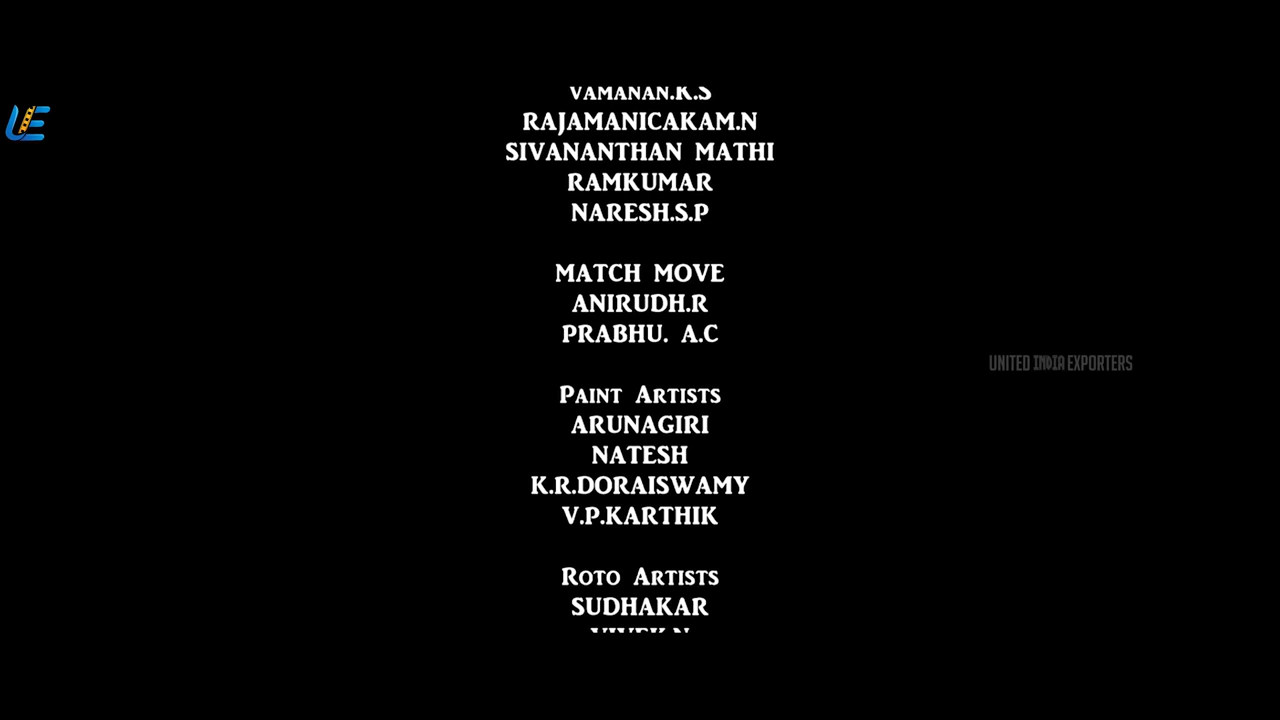 VAMANAN.K.S
RAJAMANICAKAM.N
SIVANANTHAN MATHI
RAMKUMAR
NARESH.S.P
MATCH MOVE
ANIRUDH.R
PRABHU. A.C
UNITED INDIA EXPORTERS
PAINT ARTISTS
ARUNAGIRI
NATESH
K.R.DORAISWAMY
V.P.KARTHIK
ROTO ARTISTS
SUDHAKAR
UE